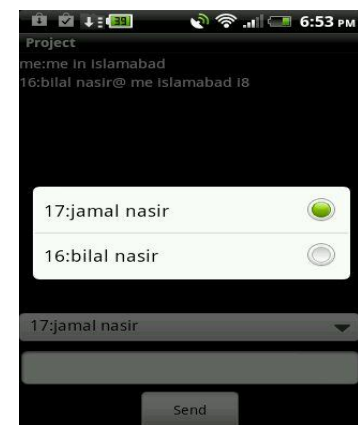 39 6:53 PM
Project
me:me in islamabad
16:bilal nasir@ me islamabad i8
17:jamal nasir
16:bilal nasir
17:jamal nasir
Send